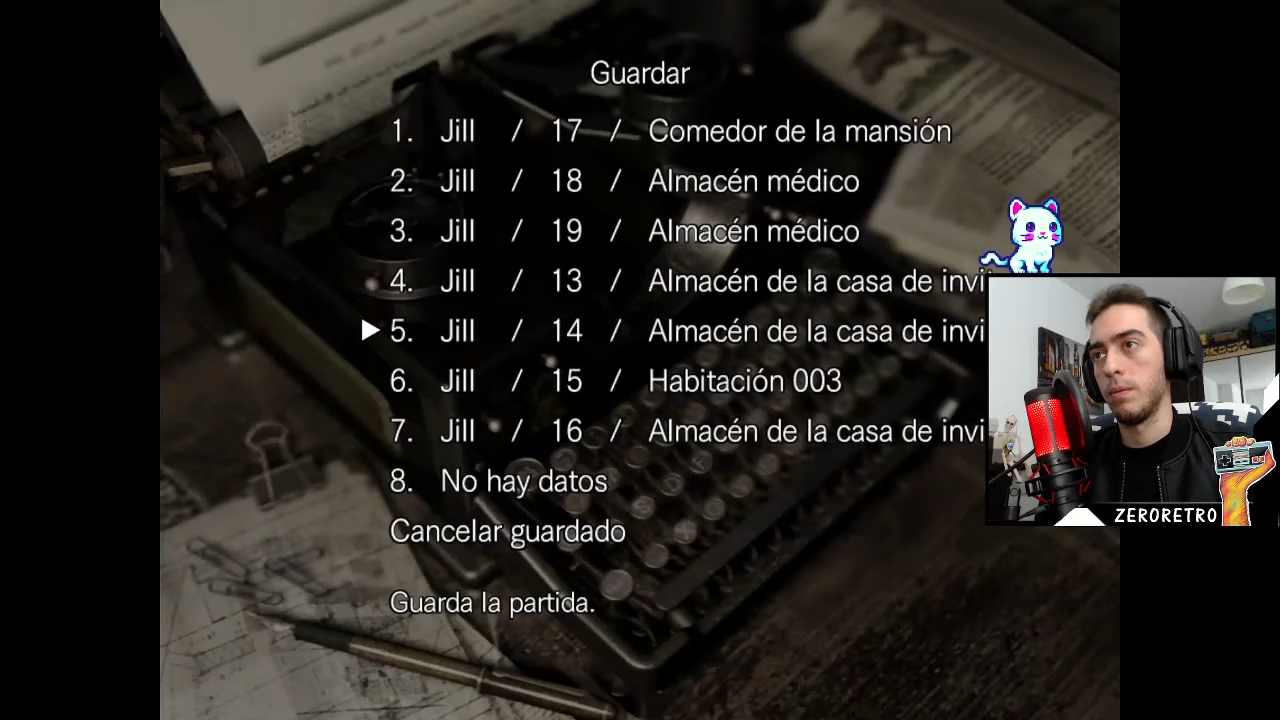 Guardar
1. Jill / 17 / Comedor de la mansión
2. Jill / 18 / Almacén médico
3. Jill / 19 / Almacén médico
4. Jill / 13 / Almacén de la casa de invit
5. Jill / 14 / Almacén de la casa de invi
6. Jill / 15 / Habitación 003
7. Jill / 16 / Almacén de la casa de invi
8. No hay datos
Cancelar guardado
Guarda la partida.
ZERORETRO